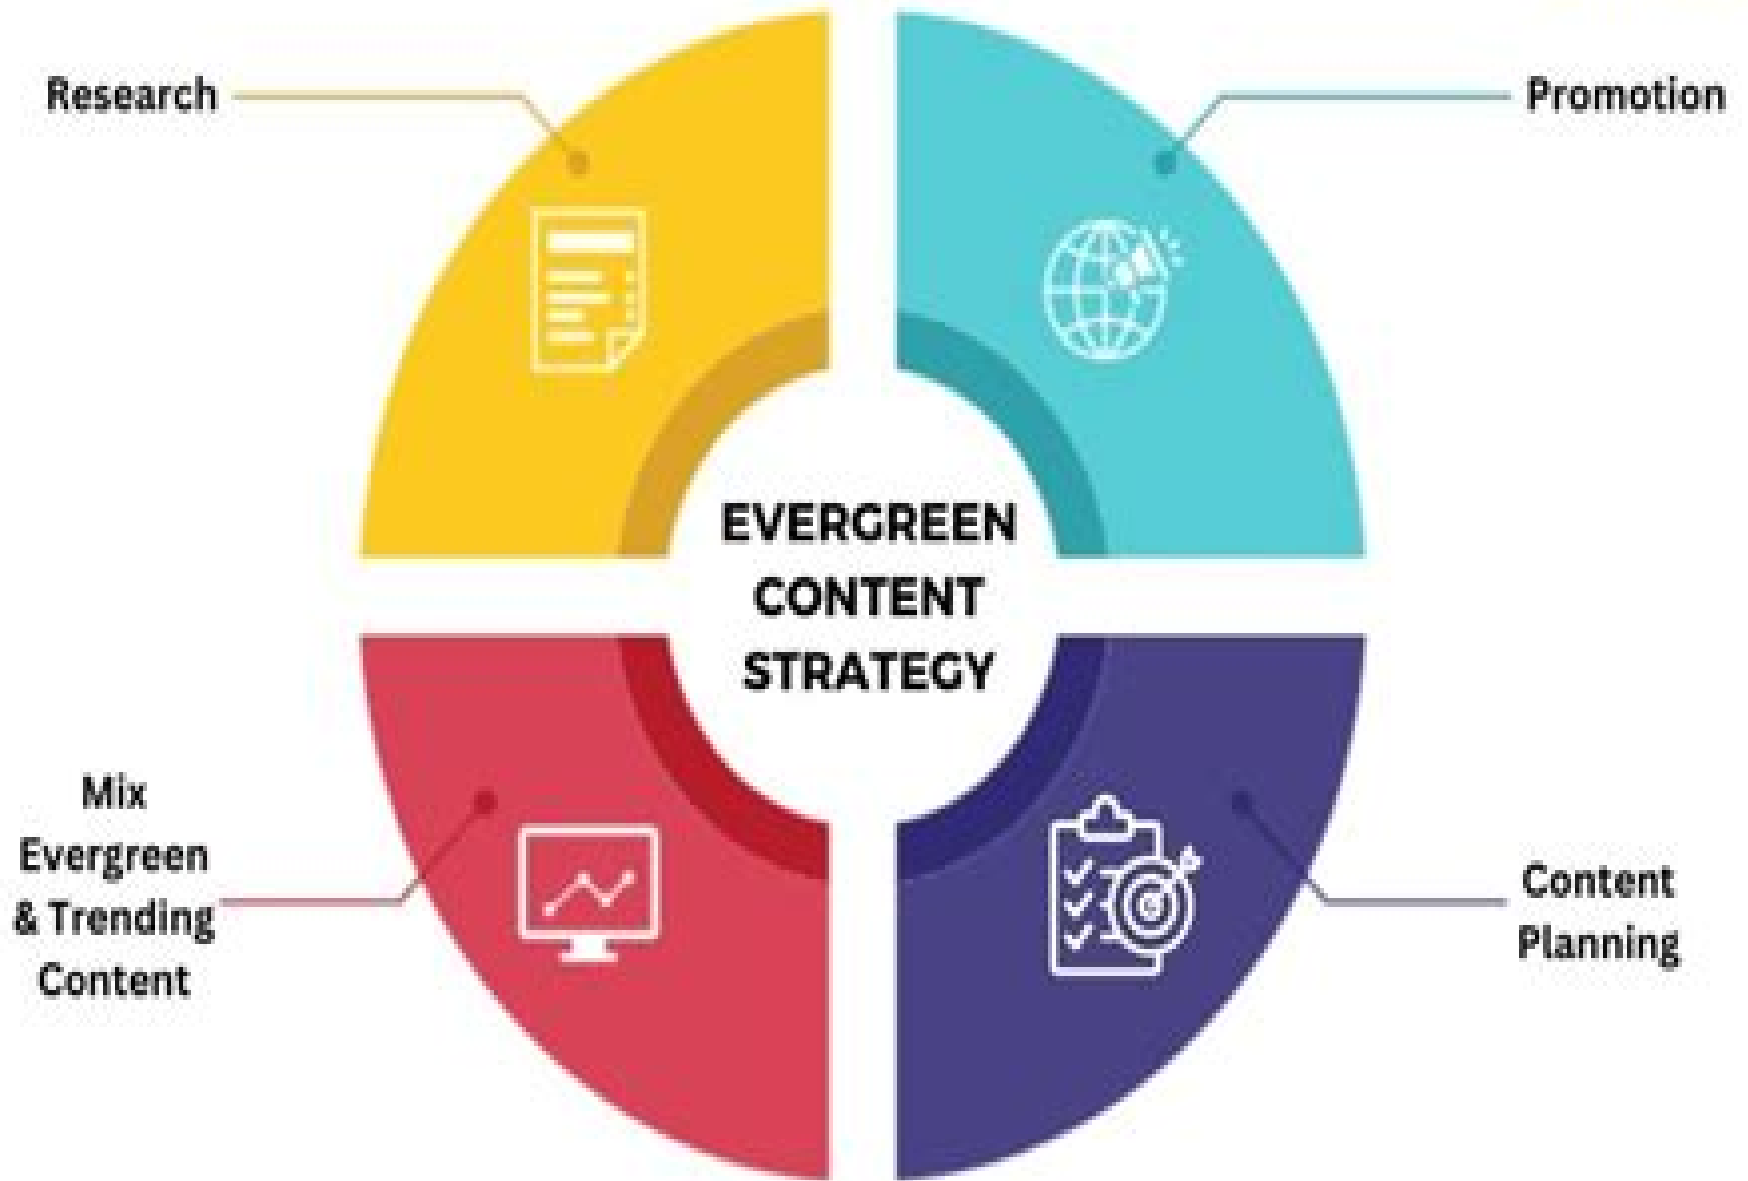 Research
Promotion
EVERGREEN
CONTENT
STRATEGY
Mix
Evergreen
& Trending
Content
Content
Planning